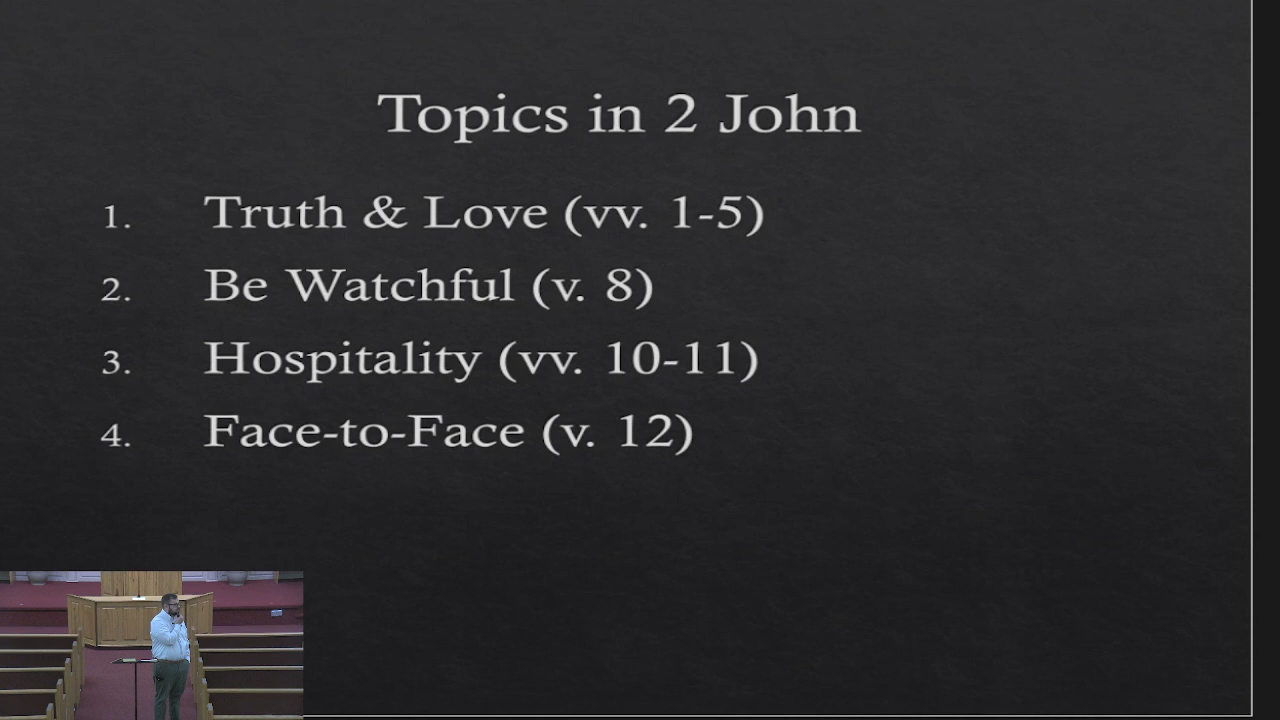 Topics in 2 John
1. Truth & Love (vv. 1-5)
2. Be Watchful (v. 8)
3. Hospitality (vv. 10-11)
4. Face-to-Face (v. 12)